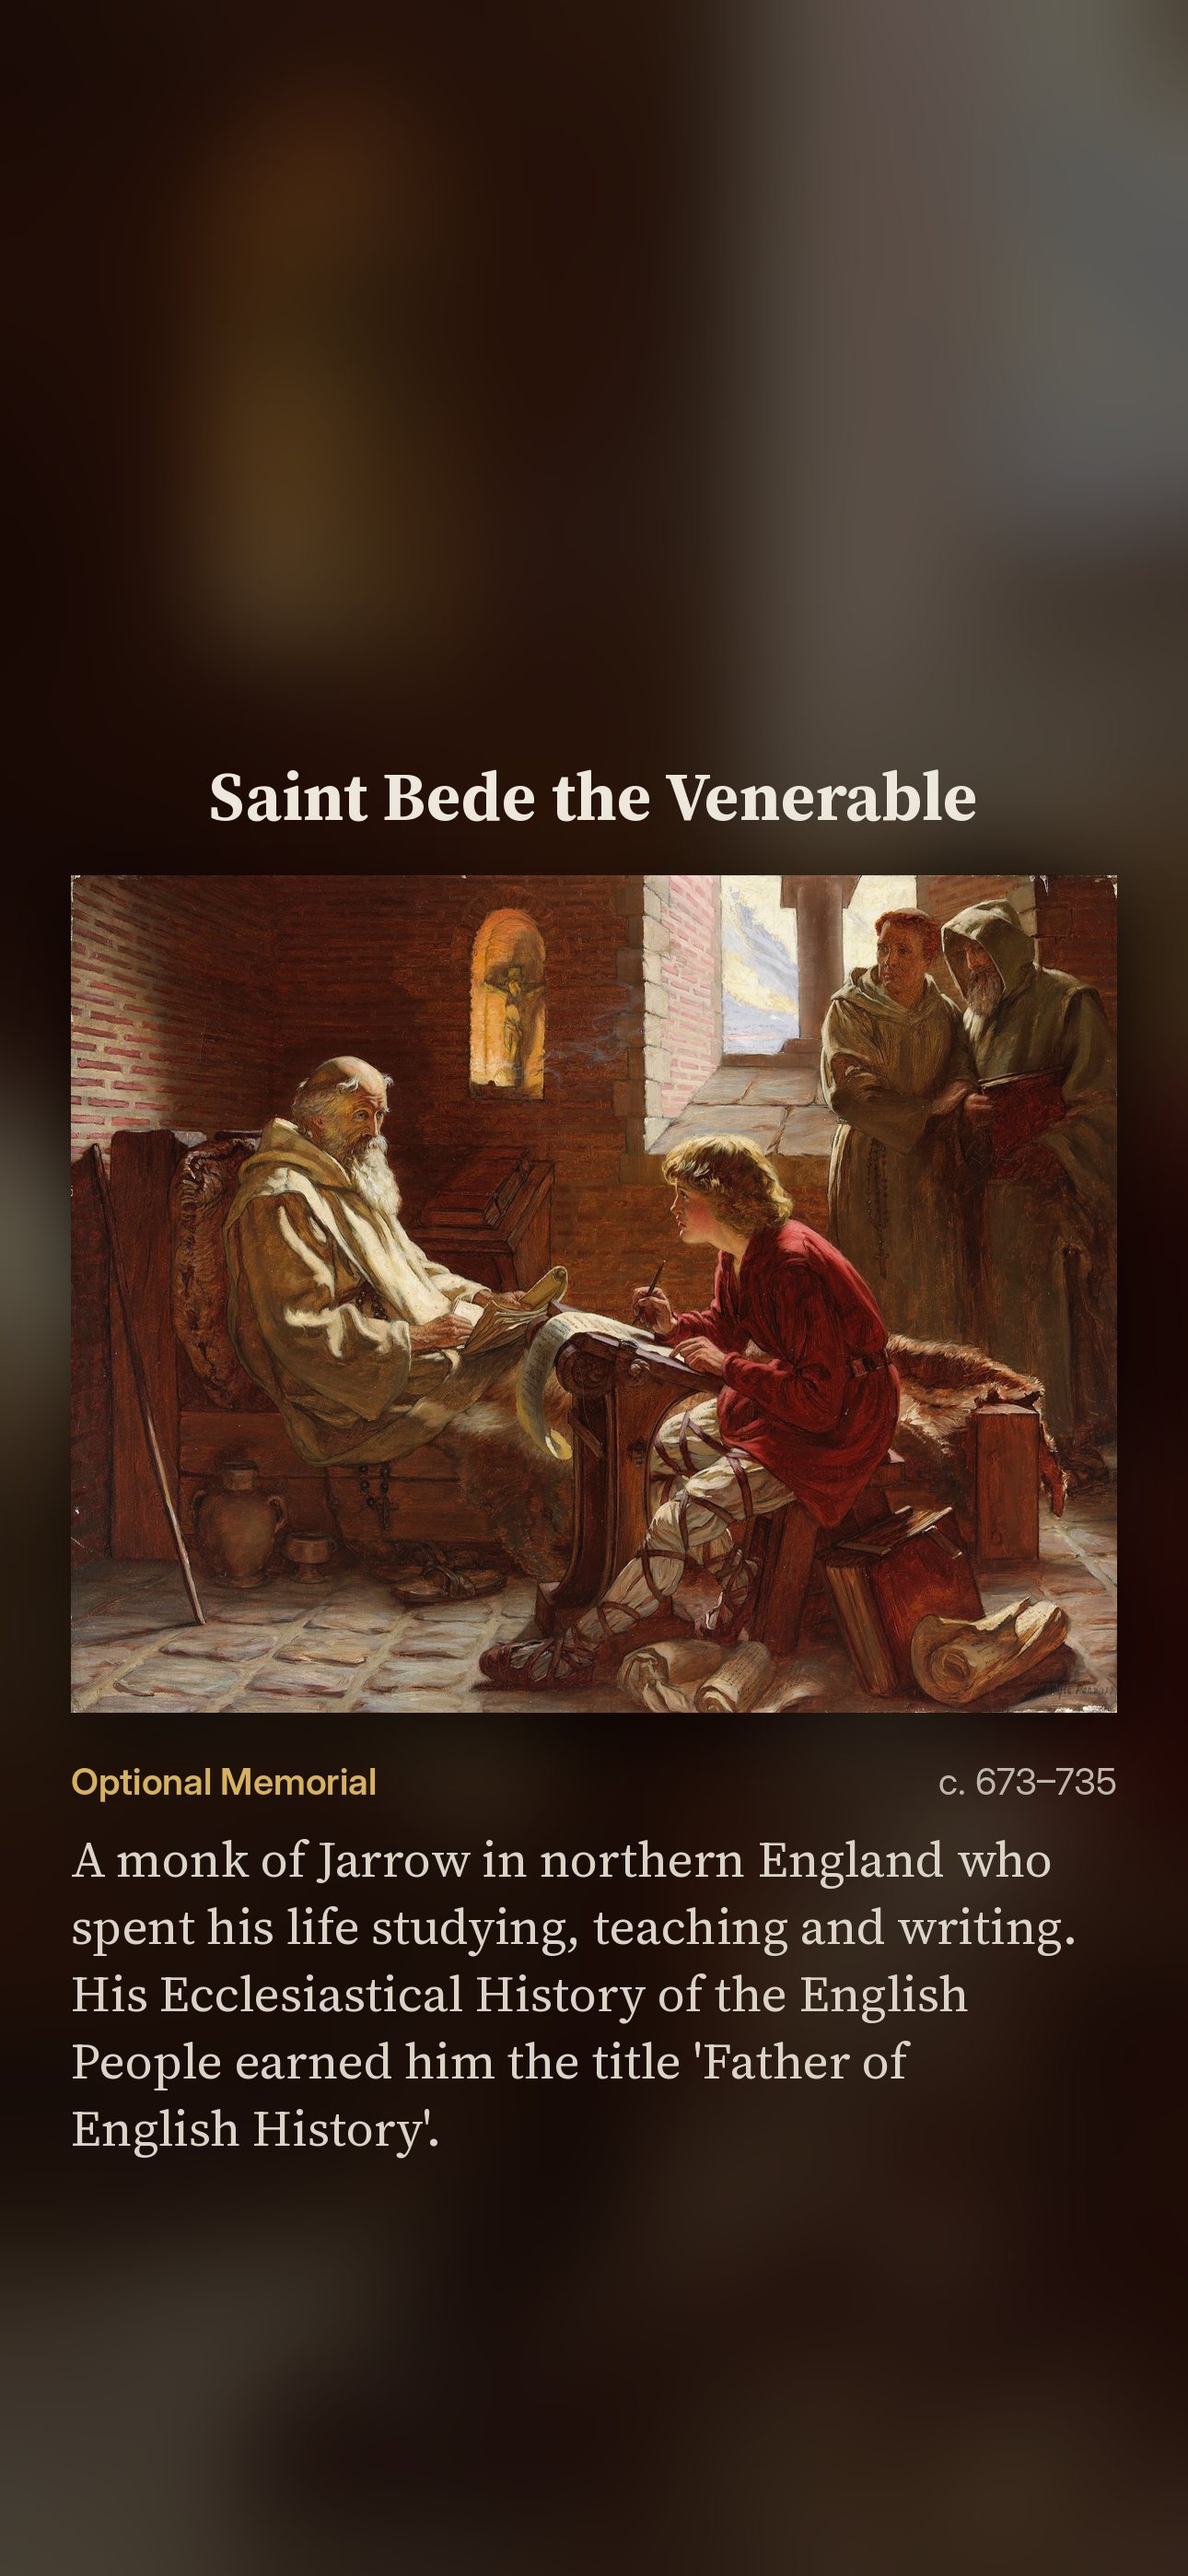 Saint Bede the Venerable
Optional Memorial
c. 673–735
A monk of Jarrow in northern England who
spent his life studying, teaching and writing.
His Ecclesiastical History of the English
People earned him the title 'Father of
English History'.